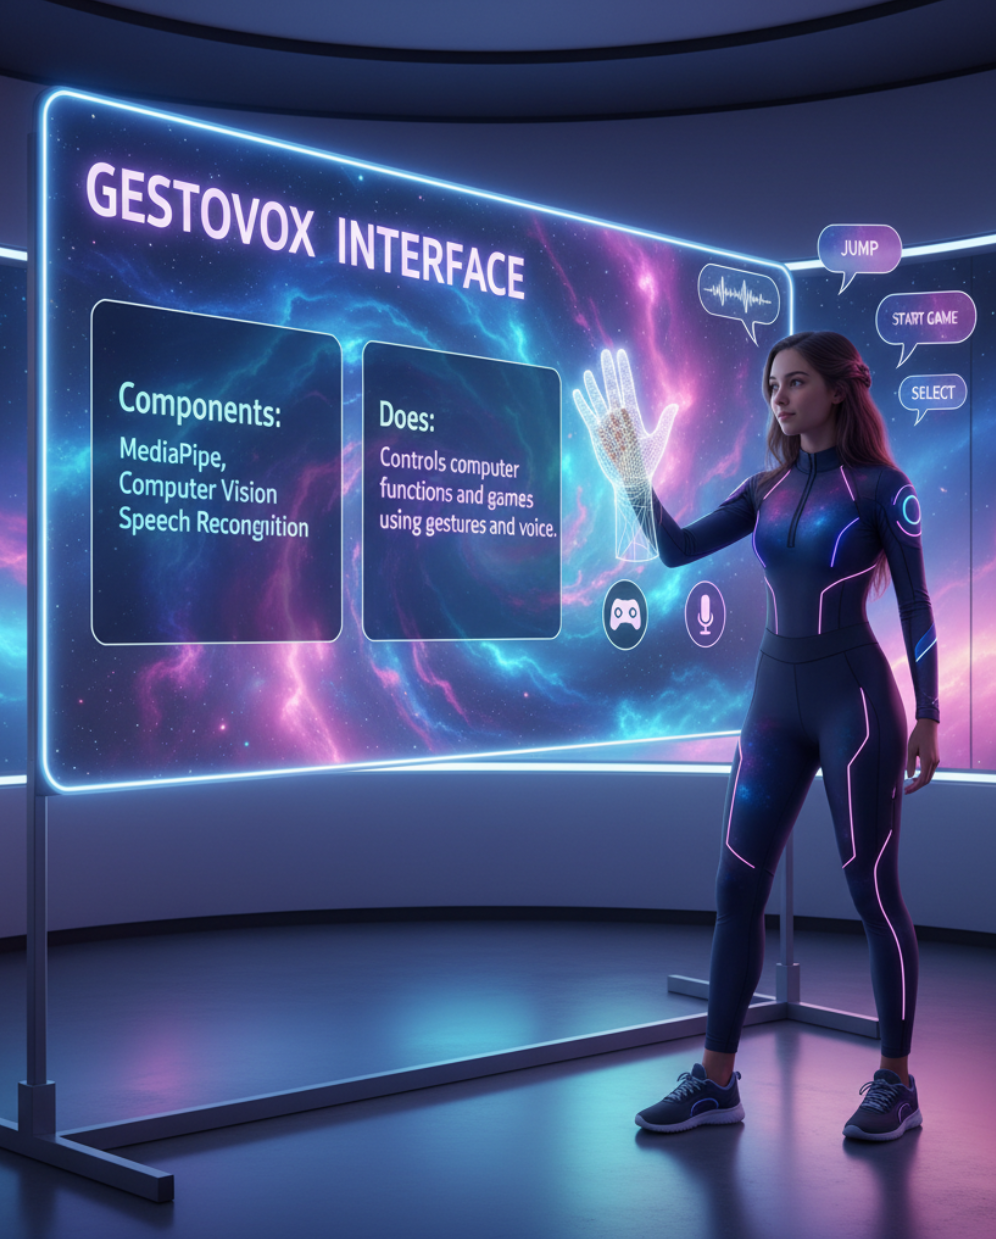 GESTOVOX INTERFACE
Components:
MediaPipe,
Computer Vision
Speech Recongnition
Does:
Controls computer
functions and games
using gestures and voice.
JUMP
START GAME
SELECT